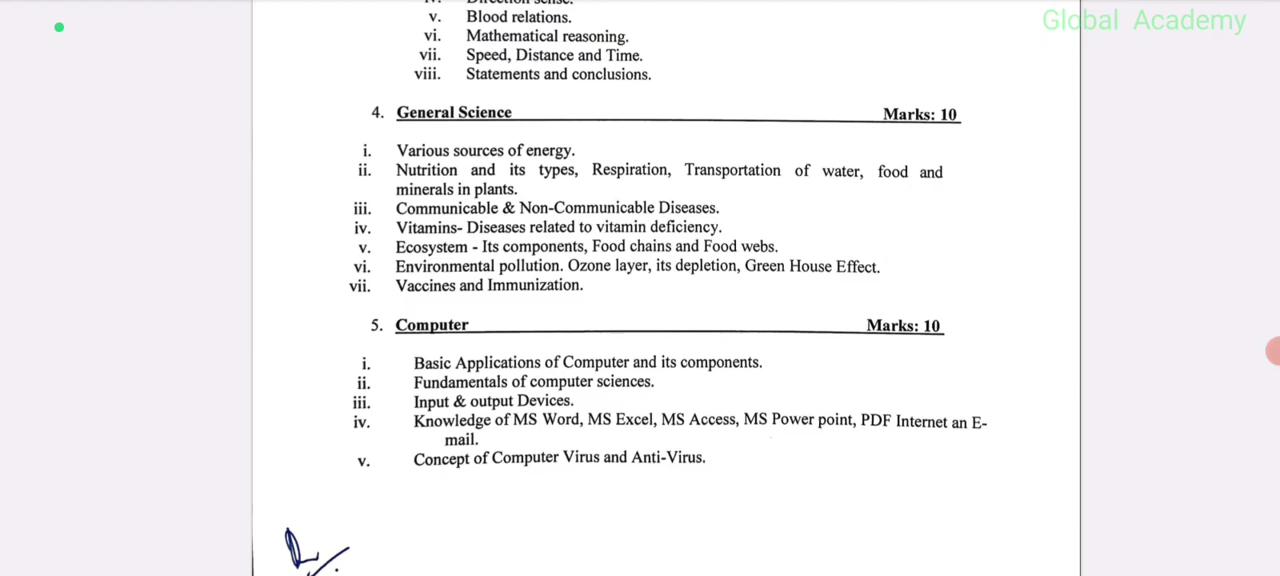 iv. Direction sense.
Global Academy
v. Blood relations.
vi. Mathematical reasoning.
vii. Speed, Distance and Time.
viii. Statements and conclusions.
4. General Science Marks: 10
i. Various sources of energy.
ii. Nutrition and its types, Respiration, Transportation of water, food and
minerals in plants.
iii. Communicable & Non-Communicable Diseases.
iv. Vitamins- Diseases related to vitamin deficiency.
v. Ecosystem - Its components, Food chains and Food webs.
vi. Environmental pollution. Ozone layer, its depletion, Green House Effect.
vii. Vaccines and Immunization.
5. Computer Marks: 10
i. Basic Applications of Computer and its components.
ii. Fundamentals of computer sciences.
iii. Input & output Devices.
iv. Knowledge of MS Word, MS Excel, MS Access, MS Power point, PDF Internet an E-
mail.
v. Concept of Computer Virus and Anti-Virus.